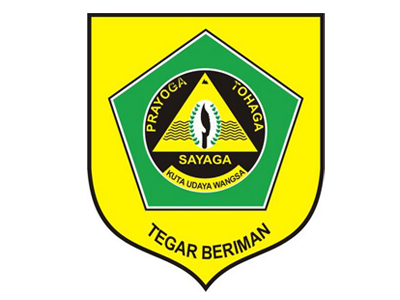 PRAYOGA
TOHAGA
SAYAGA
KUTA UDAYA WANGSA
TEGAR BERIMAN